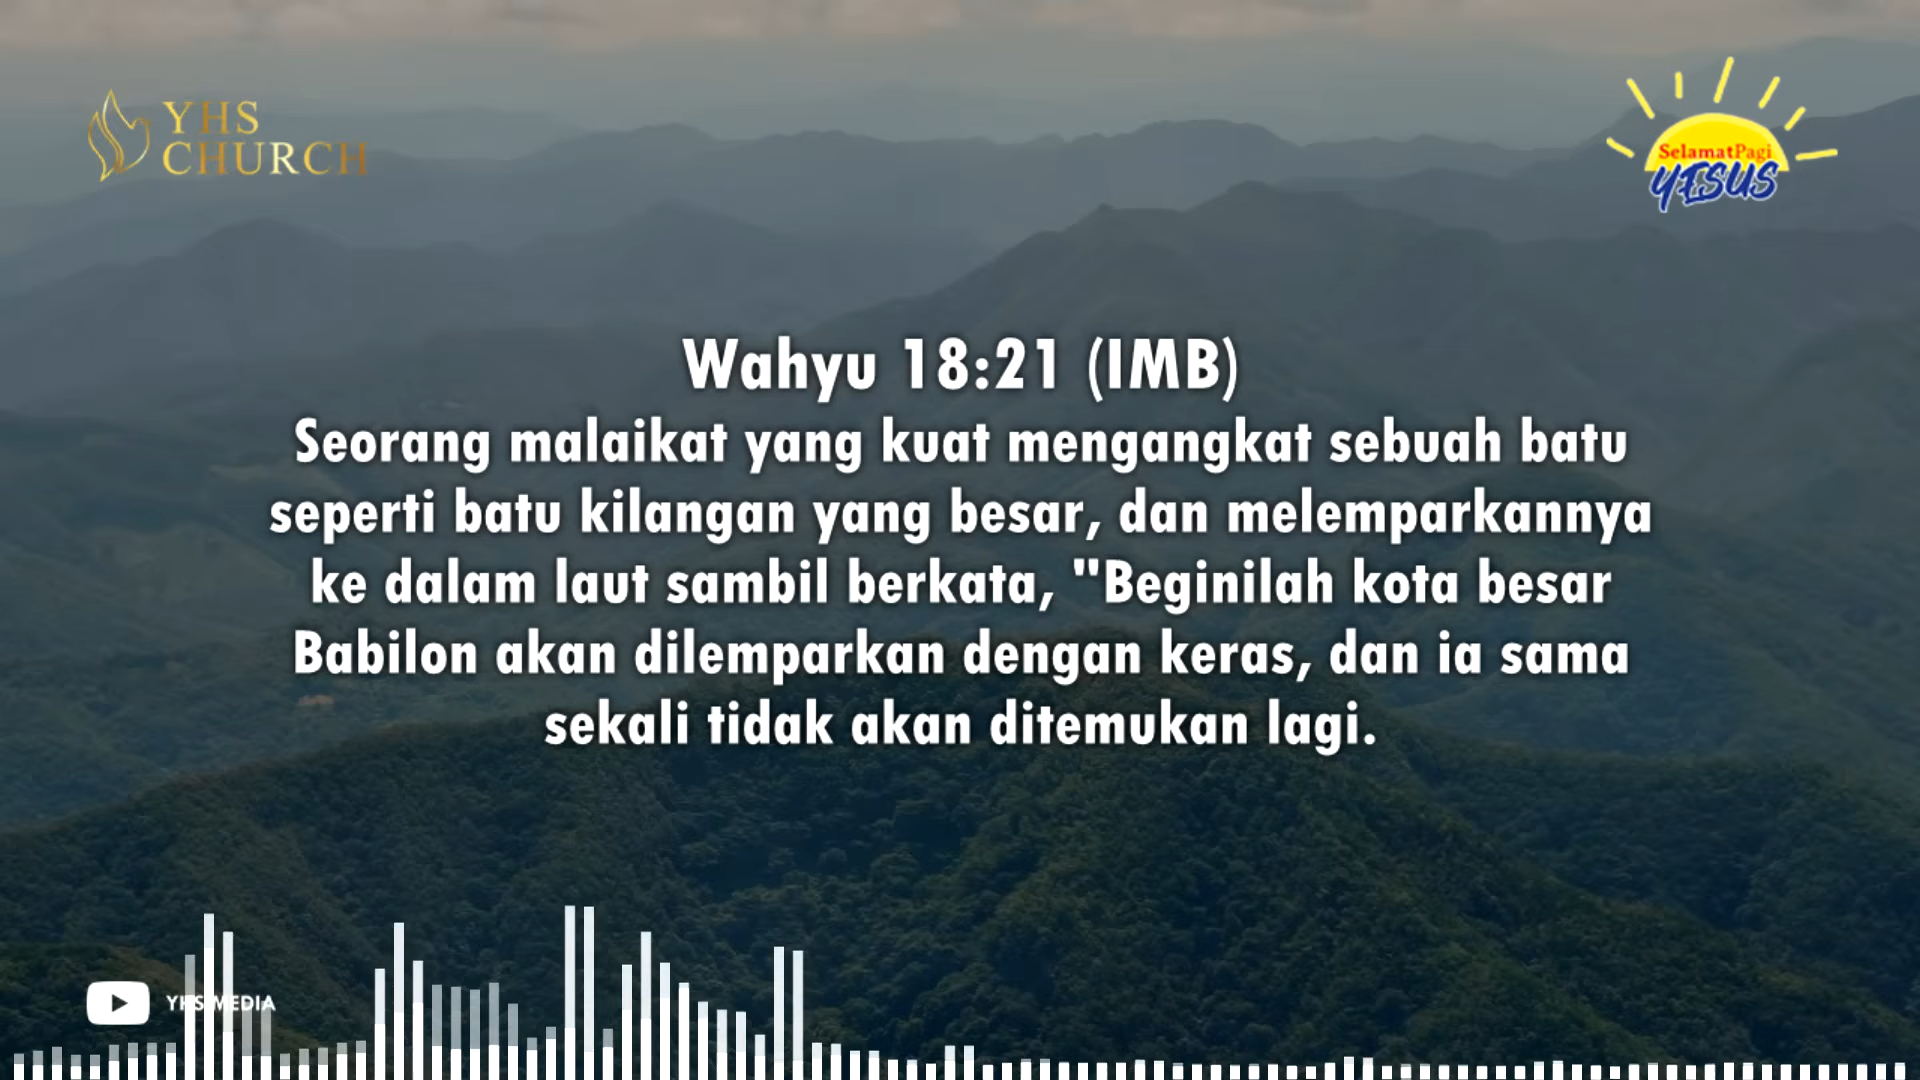 YHS
CHURCH
SelamatPagi
YESUS
Wahyu 18:21 (IMB)
Seorang malaikat yang kuat mengangkat sebuah batu
seperti batu kilangan yang besar, dan melemparkannya
ke dalam laut sambil berkata, "Beginilah kota besar
Babilon akan dilemparkan dengan keras, dan ia sama
sekali tidak akan ditemukan lagi.
YHS MEDIA